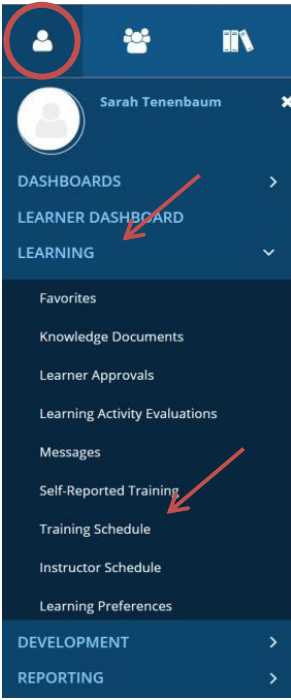 Sarah Tenenbaum
DASHBOARDS
LEARNER DASHBOARD
LEARNING
Favorites
Knowledge Documents
Learner Approvals
Learning Activity Evaluations
Messages
Self-Reported Training
Training Schedule
Instructor Schedule
Learning Preferences
DEVELOPMENT
REPORTING